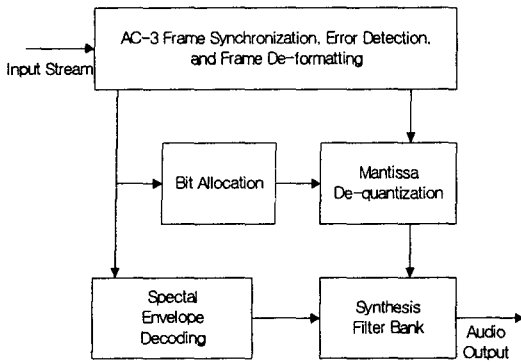 AC-3 Frame Synchronization, Error Detection,
and Frame De-formatting
Input Stream
Bit Allocation
Mantissa
De-quantization
Spectal
Envelope
Decoding
Synthesis
Filter Bank
Audio
Output